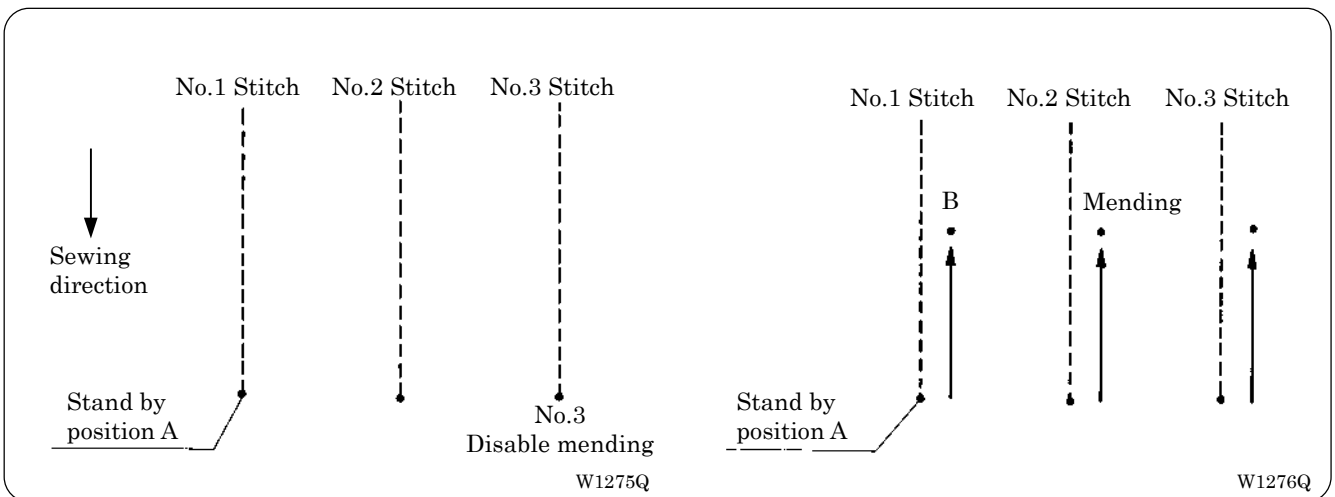 No.1 Stitch
No.2 Stitch
No.3 Stitch
Sewing
direction
Stand by
position A
No.3
Disable mending
W1275Q
No.1 Stitch
No.2 Stitch
No.3 Stitch
B
Mending
Stand by
position A
W1276Q